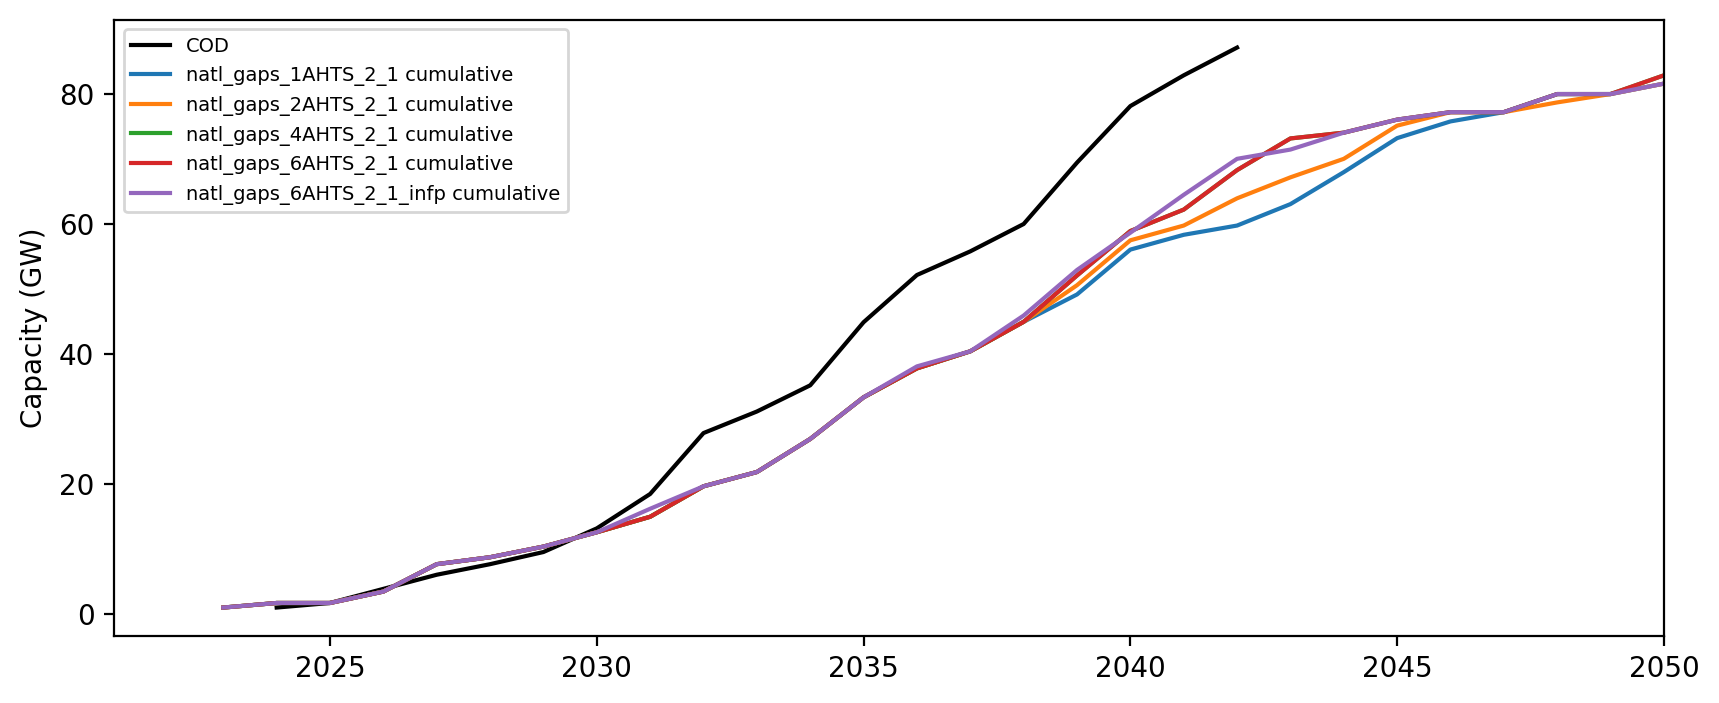 COD
natl_gaps_1AHTS_2_1 cumulative
natl_gaps_2AHTS_2_1 cumulative
natl_gaps_4AHTS_2_1 cumulative
natl_gaps_6AHTS_2_1 cumulative
natl_gaps_6AHTS_2_1_infp cumulative
Capacity (GW)
80
60
40
20
0
2025 2030 2035 2040 2045 2050